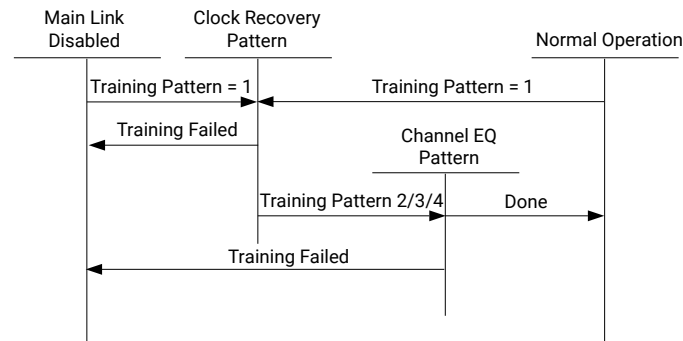 Main Link
Disabled
Clock Recovery
Pattern
Normal Operation
Training Pattern = 1
Training Pattern = 1
Training Failed
Channel EQ
Pattern
Training Pattern 2/3/4
Done
Training Failed